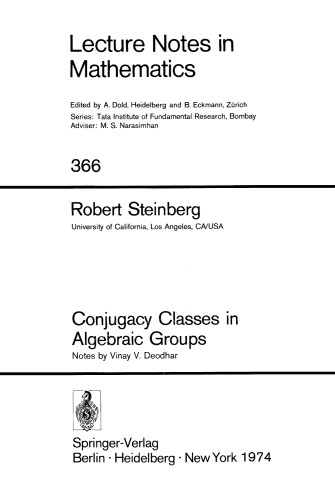 Lecture Notes in
Mathematics
Edited by A. Dold, Heidelberg and B. Eckmann, Zürich
Series: Tata Institute of Fundamental Research, Bombay
Adviser: M. S. Narasimhan
366
Robert Steinberg
University of California, Los Angeles, CA/USA
Conjugacy Classes in
Algebraic Groups
Notes by Vinay V. Deodhar
Springer-Verlag
Berlin · Heidelberg · New York 1974